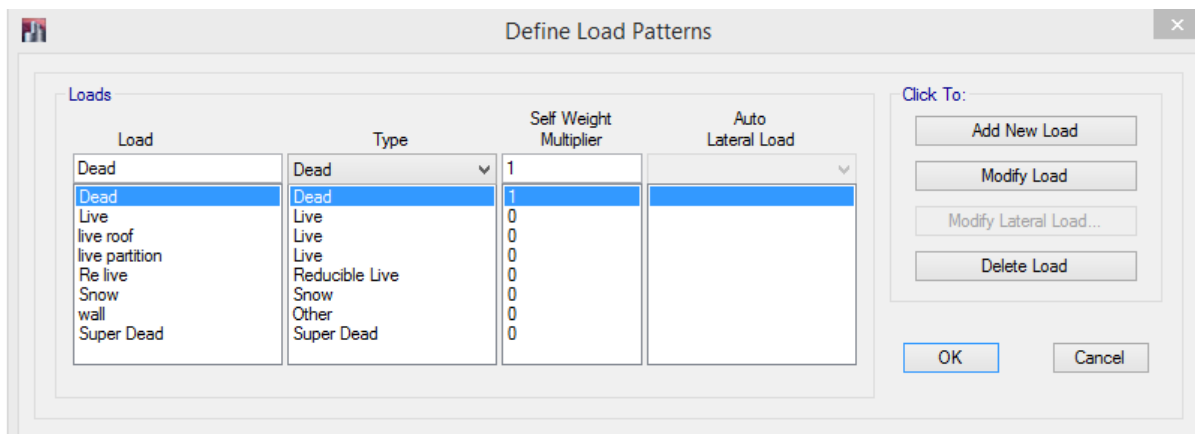 Define Load Patterns
Loads
Click To:
Self Weight Auto
Load Type Multiplier Lateral Load
Dead Dead 1
Dead Dead 1
Live Live 0
live roof Live 0
live partition Live 0
Re live Reducible Live 0
Snow Snow 0
wall Other 0
Super Dead Super Dead 0
Add New Load
Modify Load
Modify Lateral Load...
Delete Load
OK Cancel